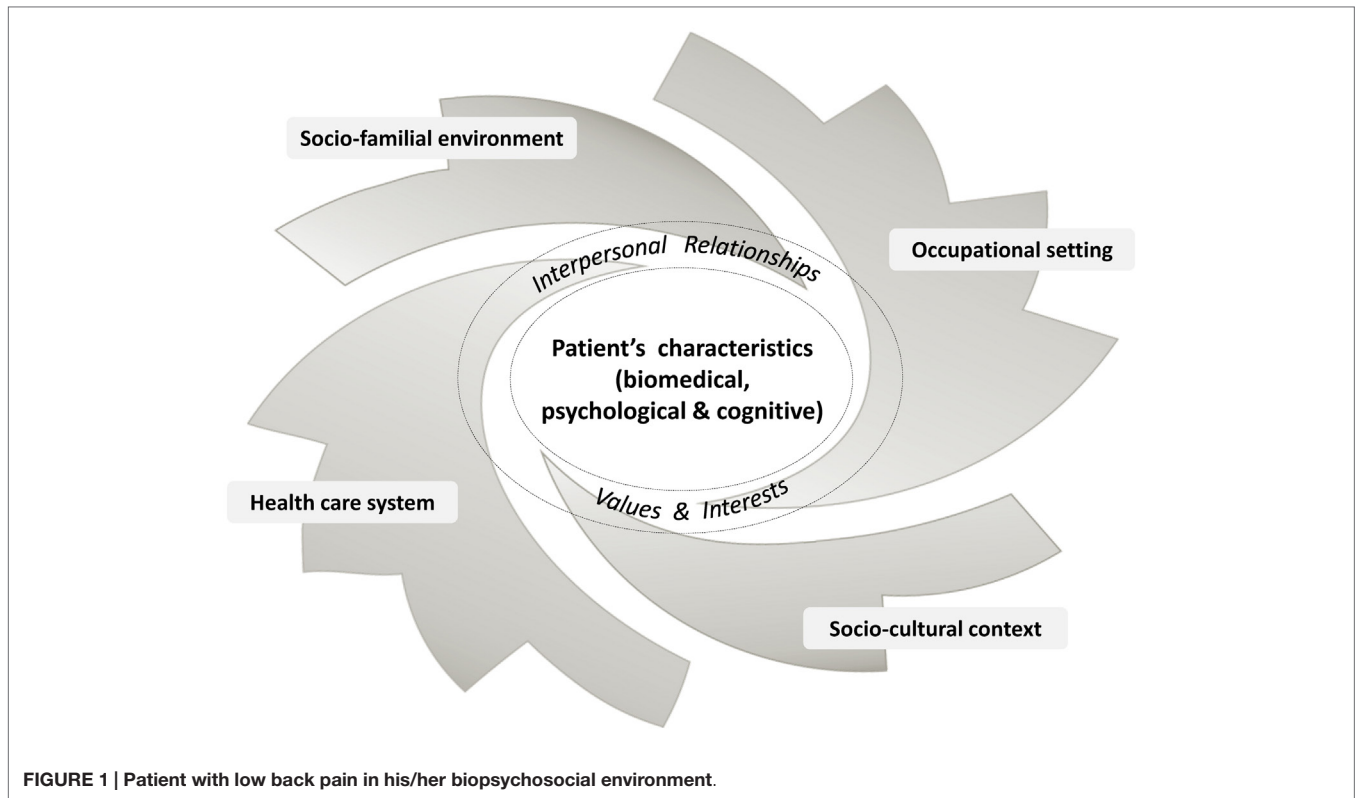 Socio-familial environment
Occupational setting
Interpersonal Relationships
Patient's characteristics
(biomedical,
psychological & cognitive)
Values & Interests
Health care system
Socio-cultural context
FIGURE 1 | Patient with low back pain in his/her biopsychosocial environment.